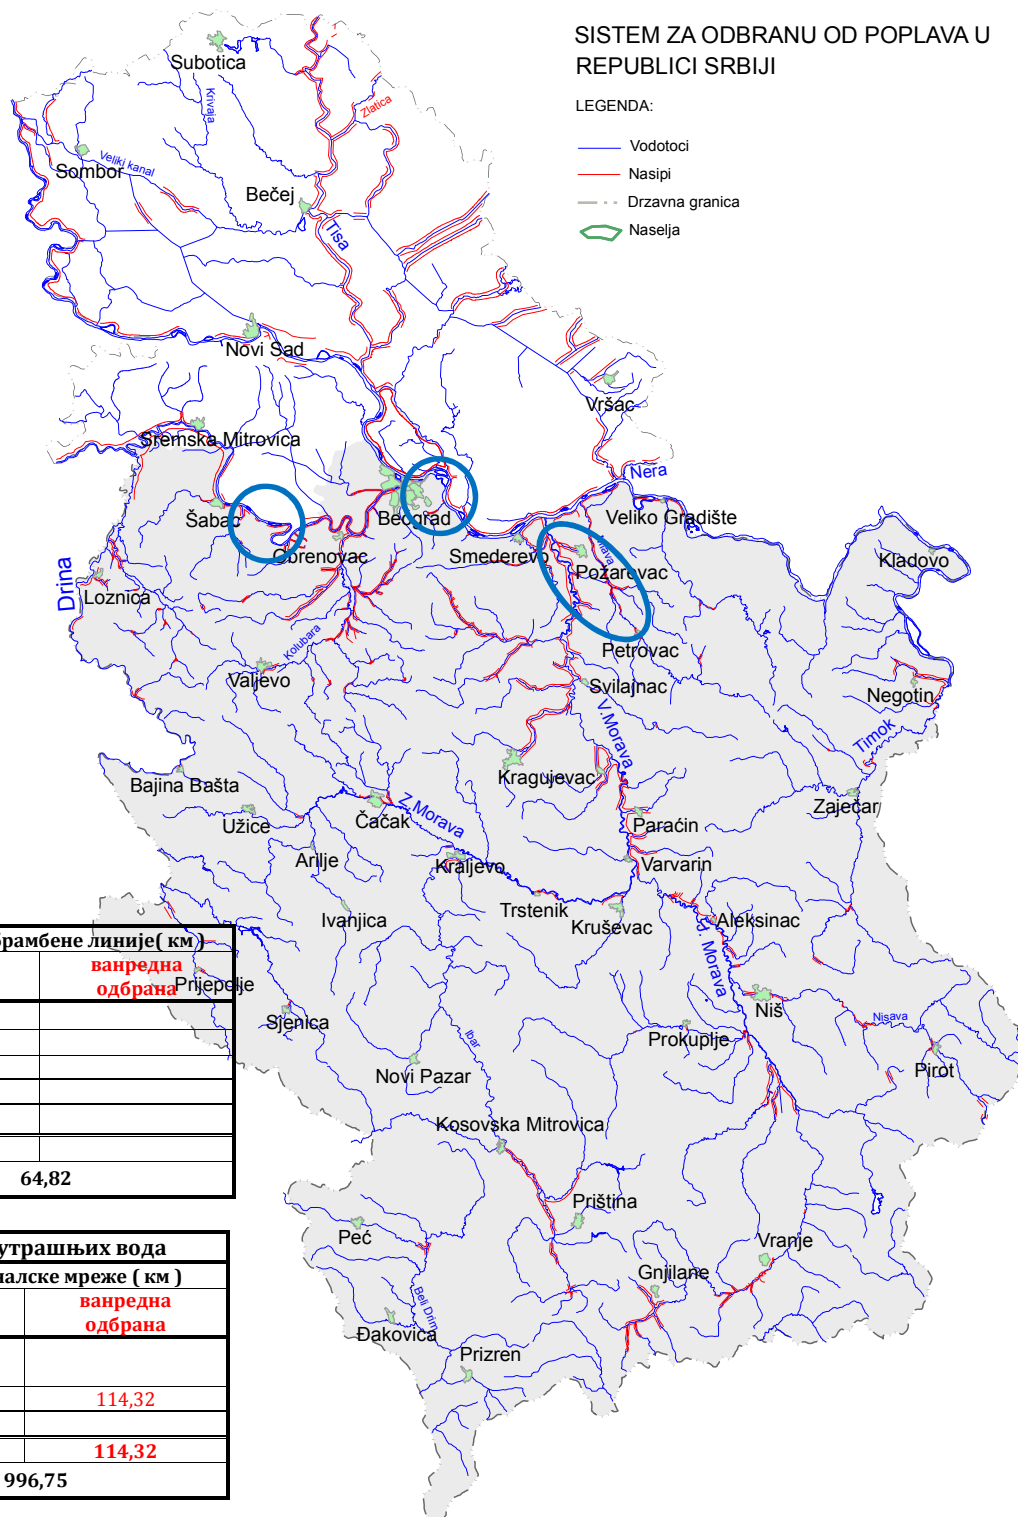 SISTEM ZA ODBRANU OD POPLAVA U
REPUBLICI SRBIJI
LEGENDA:
Vodotoci
Nasipi
Drzavna granica
Naselja
Subotica
Krivaja
Zlatica
Sombor
Veliki kanal
Bečej
Tisa
Novi Sad
Vršac
Sremska Mitrovica
Nera
Šabac
Beograd
Veliko Gradište
Obrenovac
Smederevo
Kladovo
Drina
Požarevac
Loznica
Kolubara
Petrovac
Valjevo
Svilajnac
Negotin
V.Morava
Timok
Bajina Bašta
Kragujevac
Z.Morava
Zaječar
Užice
Čačak
Paraćin
Arilje
Kraljevo
Varvarin
Ivanjica
Trstenik
Kruševac
Aleksinac
J. Morava
брамбене линије( км )
ванредна
одбрана
Prijepolje
Sjenica
Niš
Nisava
Ibar
Prokuplje
Pirot
Novi Pazar
Kosovska Mitrovica
64,82
Priština
Peć
Vranje
утрашњих вода
налске мреже ( км )
Gnjilane
ванредна
одбрана
Beli Drim
Đakovica
Prizren
114,32
114,32
996,75